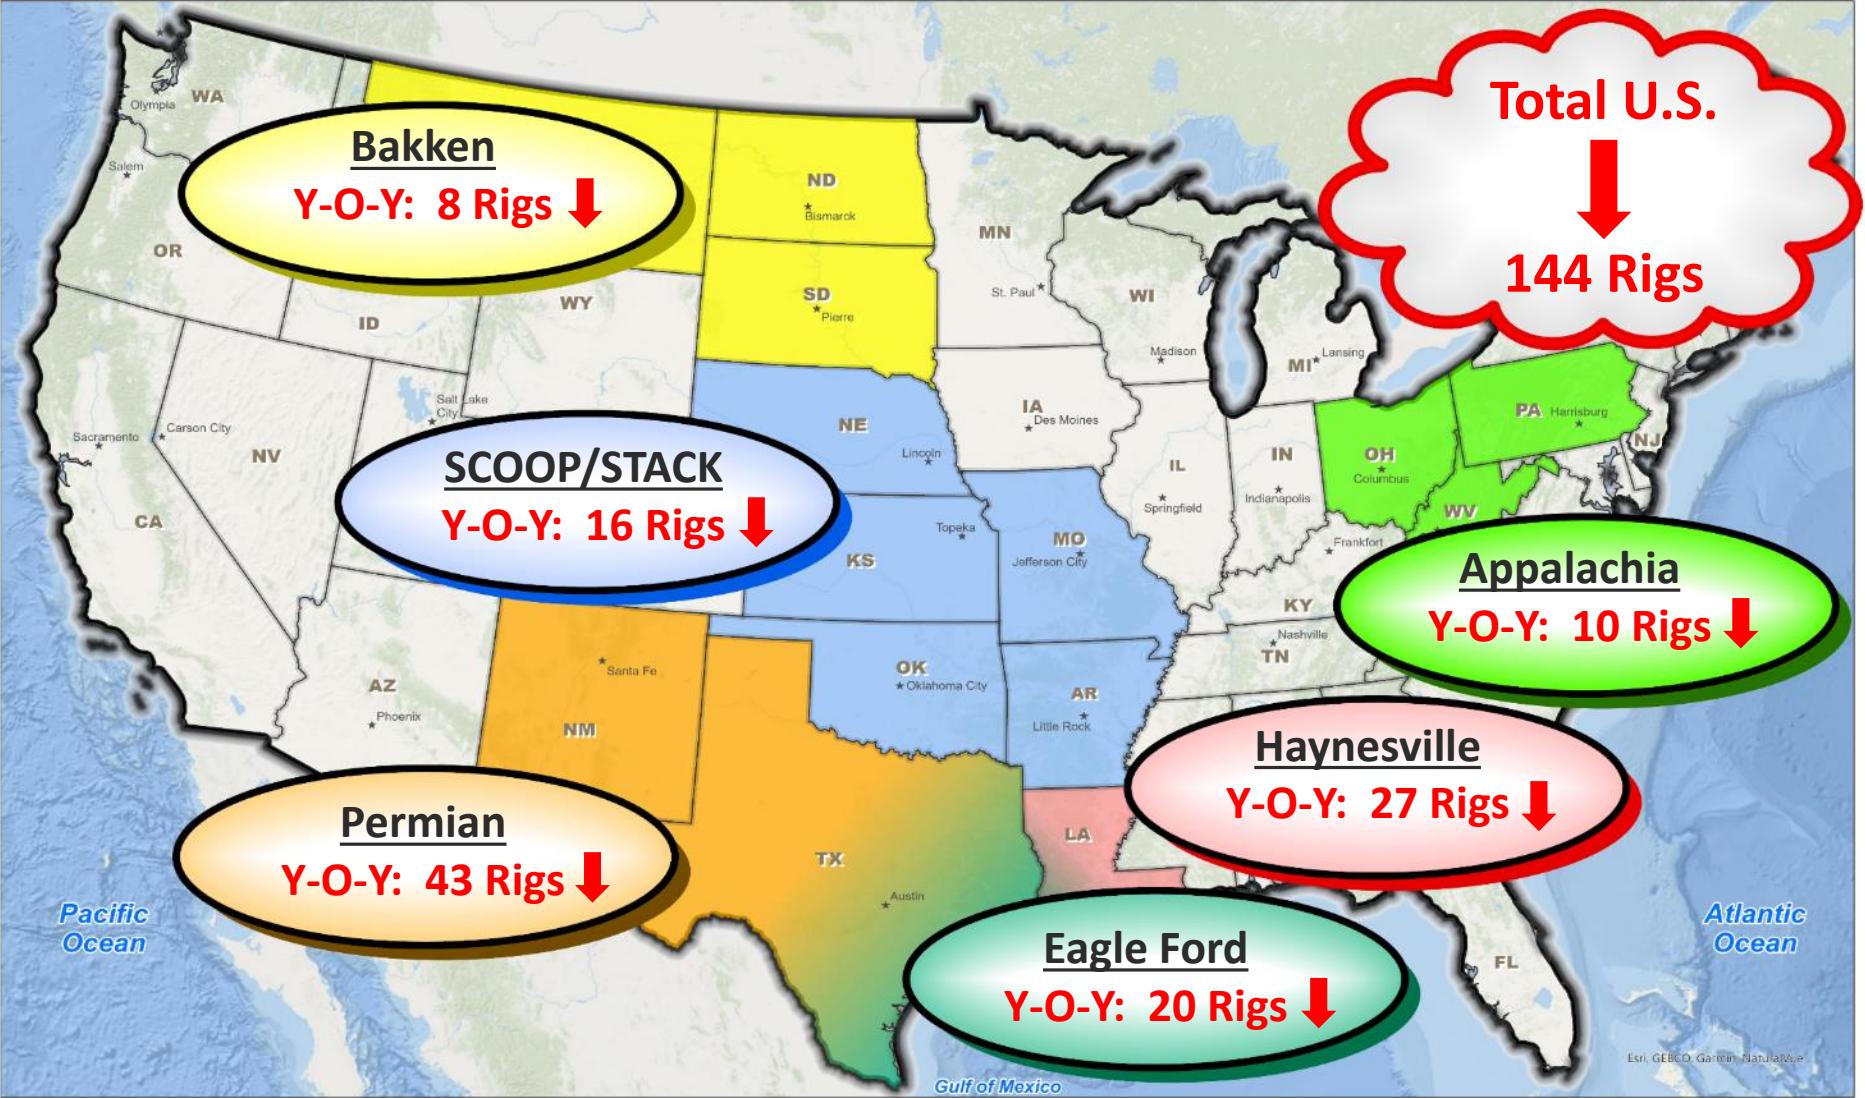 Total U.S.
144 Rigs
Bakken
Y-O-Y: 8 Rigs
SCOOP/STACK
Y-O-Y: 16 Rigs
Appalachia
Y-O-Y: 10 Rigs
Haynesville
Y-O-Y: 27 Rigs
Permian
Y-O-Y: 43 Rigs
Eagle Ford
Y-O-Y: 20 Rigs
WA
Olympia
Salem
OR
ID
WY
ND
Bismarck
SD
Pierre
MN
St. Paul
WI
Madison
MI
Lansing
Salt Lake
City
Sacramento
Carson City
NV
CA
NE
Lincoln
IA
Des Moines
IL
Springfield
IN
Indianapolis
OH
Columbus
PA
Harrisburg
NJ
WV
Topeka
KS
MO
Jefferson City
Frankfort
KY
Nashville
TN
AZ
Phoenix
Santa Fe
NM
OK
Oklahoma City
AR
Little Rock
TX
Austin
LA
FL
Pacific
Ocean
Atlantic
Ocean
Gulf of Mexico
Esri, GEBCO, Garmin, NaturalVue